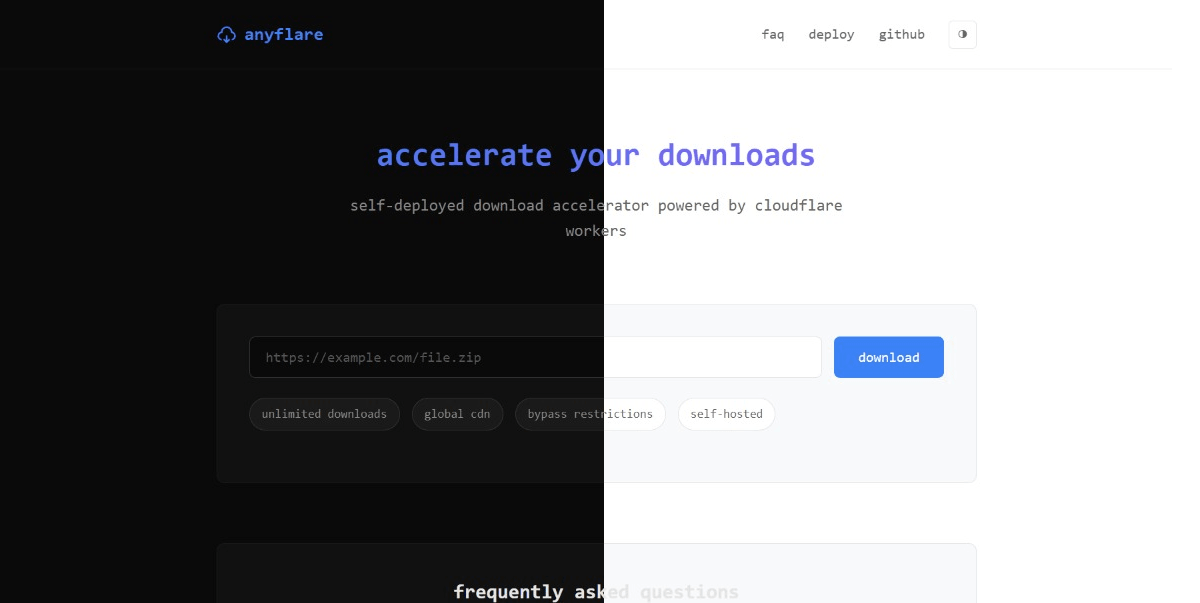 anyflare
faq deploy github
accelerate your downloads
self-deployed download accelerator powered by cloudflare
workers
https://example.com/file.zip
download
unlimited downloads global cdn bypass restrictions self-hosted
frequently asked questions